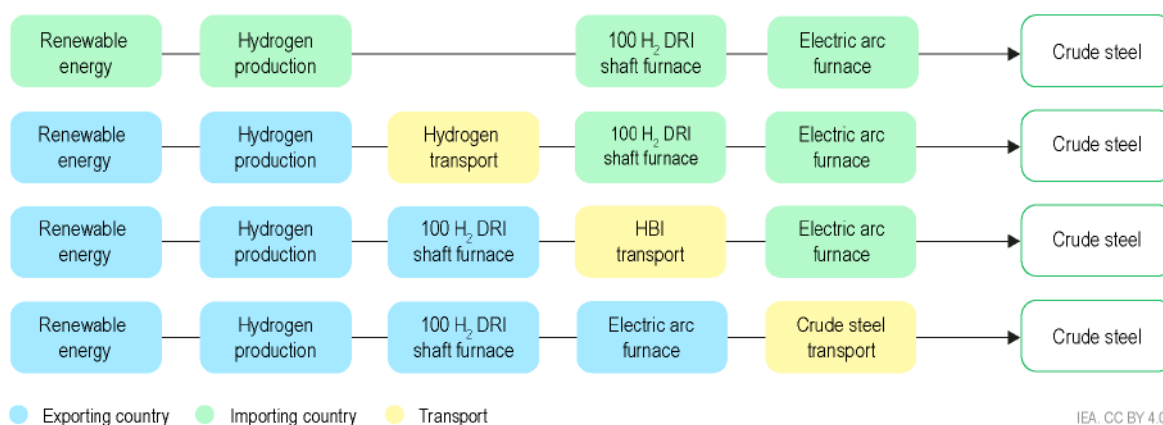 Renewable
energy
Hydrogen
production
100 H₂ DRI
shaft furnace
Electric arc
furnace
Crude steel
Renewable
energy
Hydrogen
production
Hydrogen
transport
100 H₂ DRI
shaft furnace
Electric arc
furnace
Crude steel
Renewable
energy
Hydrogen
production
100 H₂ DRI
shaft furnace
HBI
transport
Electric arc
furnace
Crude steel
Renewable
energy
Hydrogen
production
100 H₂ DRI
shaft furnace
Electric arc
furnace
Crude steel
transport
Crude steel
Exporting country
Importing country
Transport
IEA. CC BY 4.0